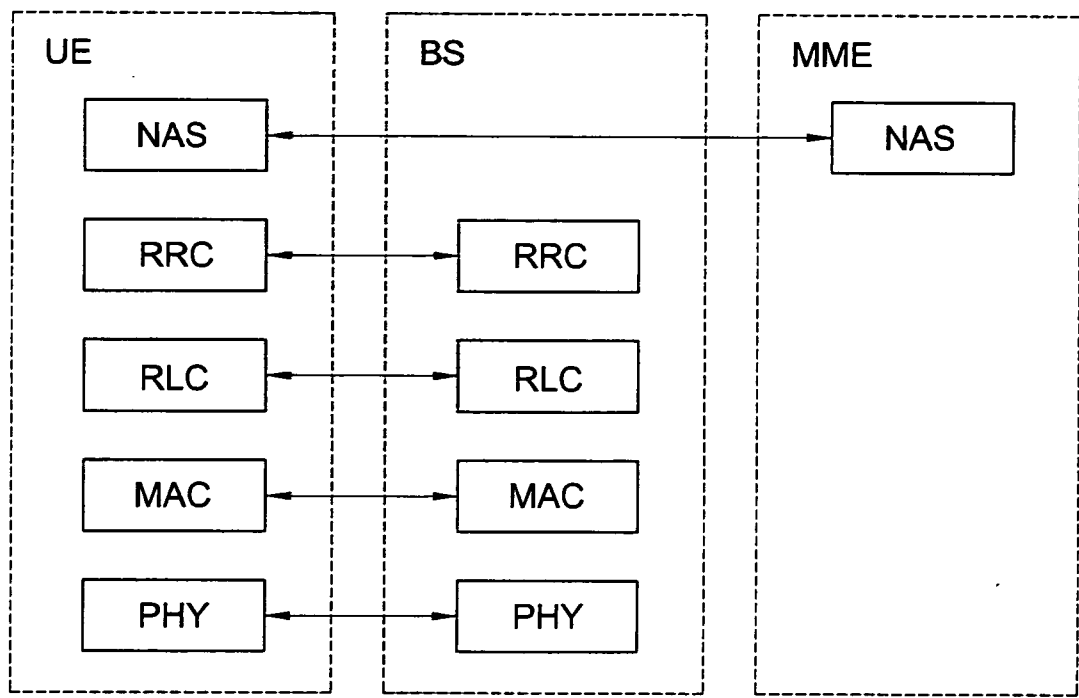 UE BS MME
NAS NAS
RRC RRC
RLC RLC
MAC MAC
PHY PHY